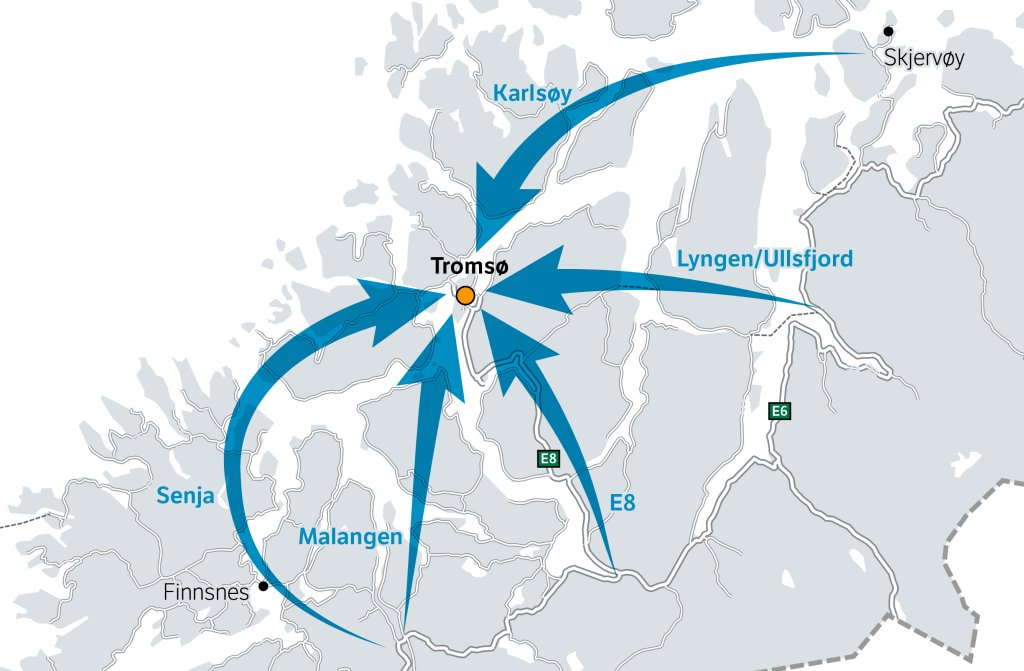 Skjervøy
Karlsøy
Lyngen/Ullsfjord
Tromsø
E6
E8
Senja
E8
Malangen
Finnsnes